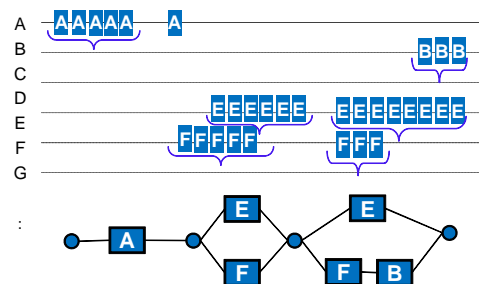 A AAAAA A
B BBB
C
D
E EEEEEE EEEEEEEE
F FFFFF FFF
G
:
E E
A
F F B